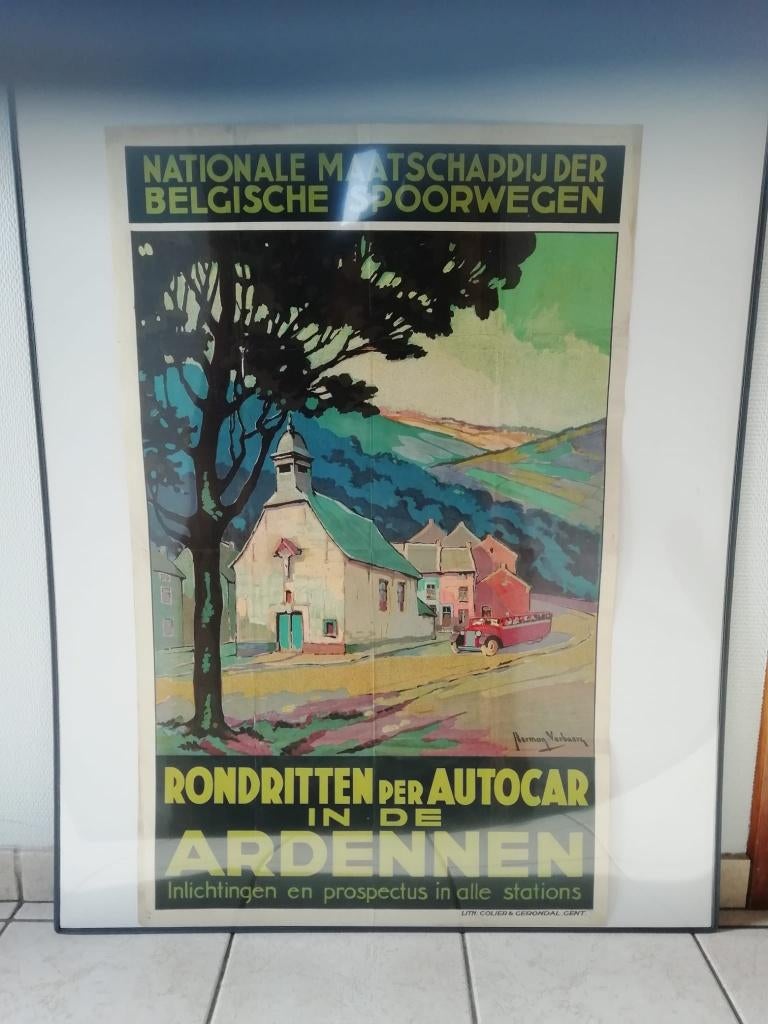 NATIONALE MAATSCHAPPIJ DER
BELGISCHE SPOORWEGEN
Herman Verbaere
RONDRITTEN PER AUTOCAR
IN DE
ARDENNEN
Inlichtingen en prospectus in alle stations
LITH. COLIER & GERONDAL. GENT.